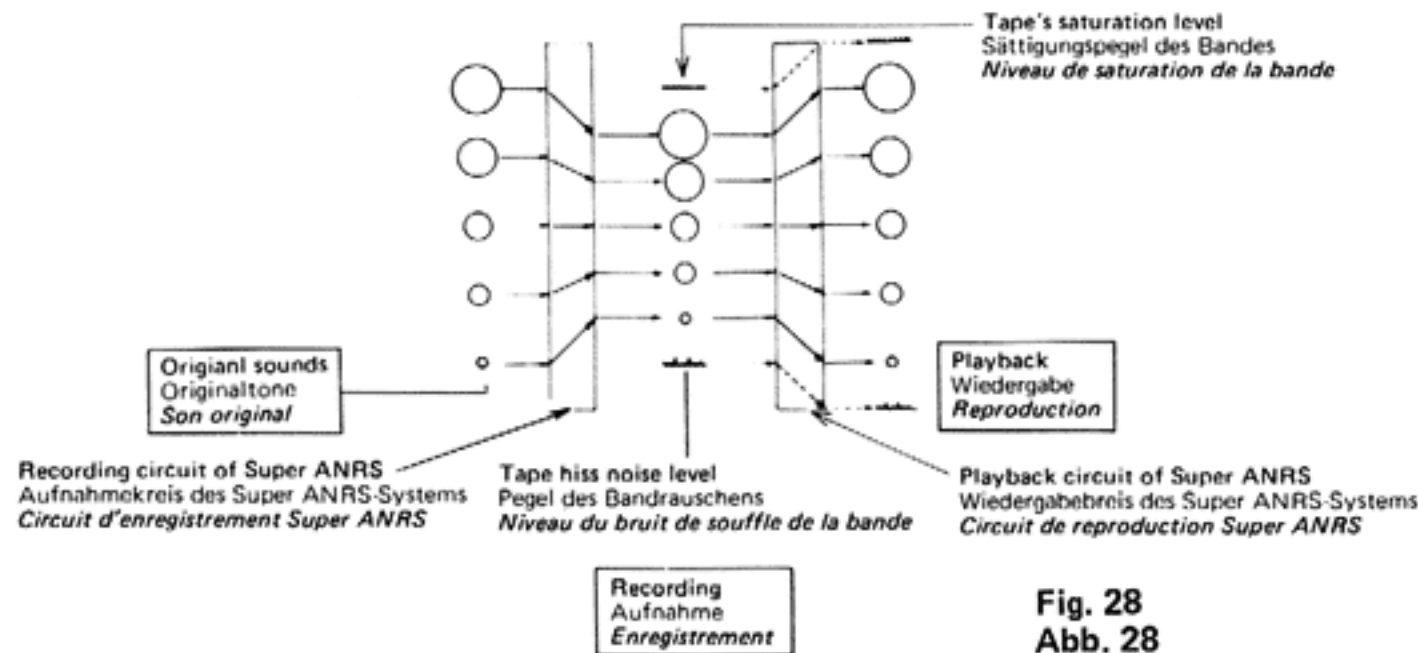 Tape's saturation level
Sättigungspegel des Bandes
Niveau de saturation de la bande
Origianl sounds
Originaltone
Son original
Playback
Wiedergabe
Reproduction
Recording circuit of Super ANRS
Aufnahmekreis des Super ANRS-Systems
Circuit d'enregistrement Super ANRS
Tape hiss noise level
Pegel des Bandrauschens
Niveau du bruit de souffle de la bande
Playback circuit of Super ANRS
Wiedergabebreis des Super ANRS-Systems
Circuit de reproduction Super ANRS
Recording
Aufnahme
Enregistrement
Fig. 28
Abb. 28